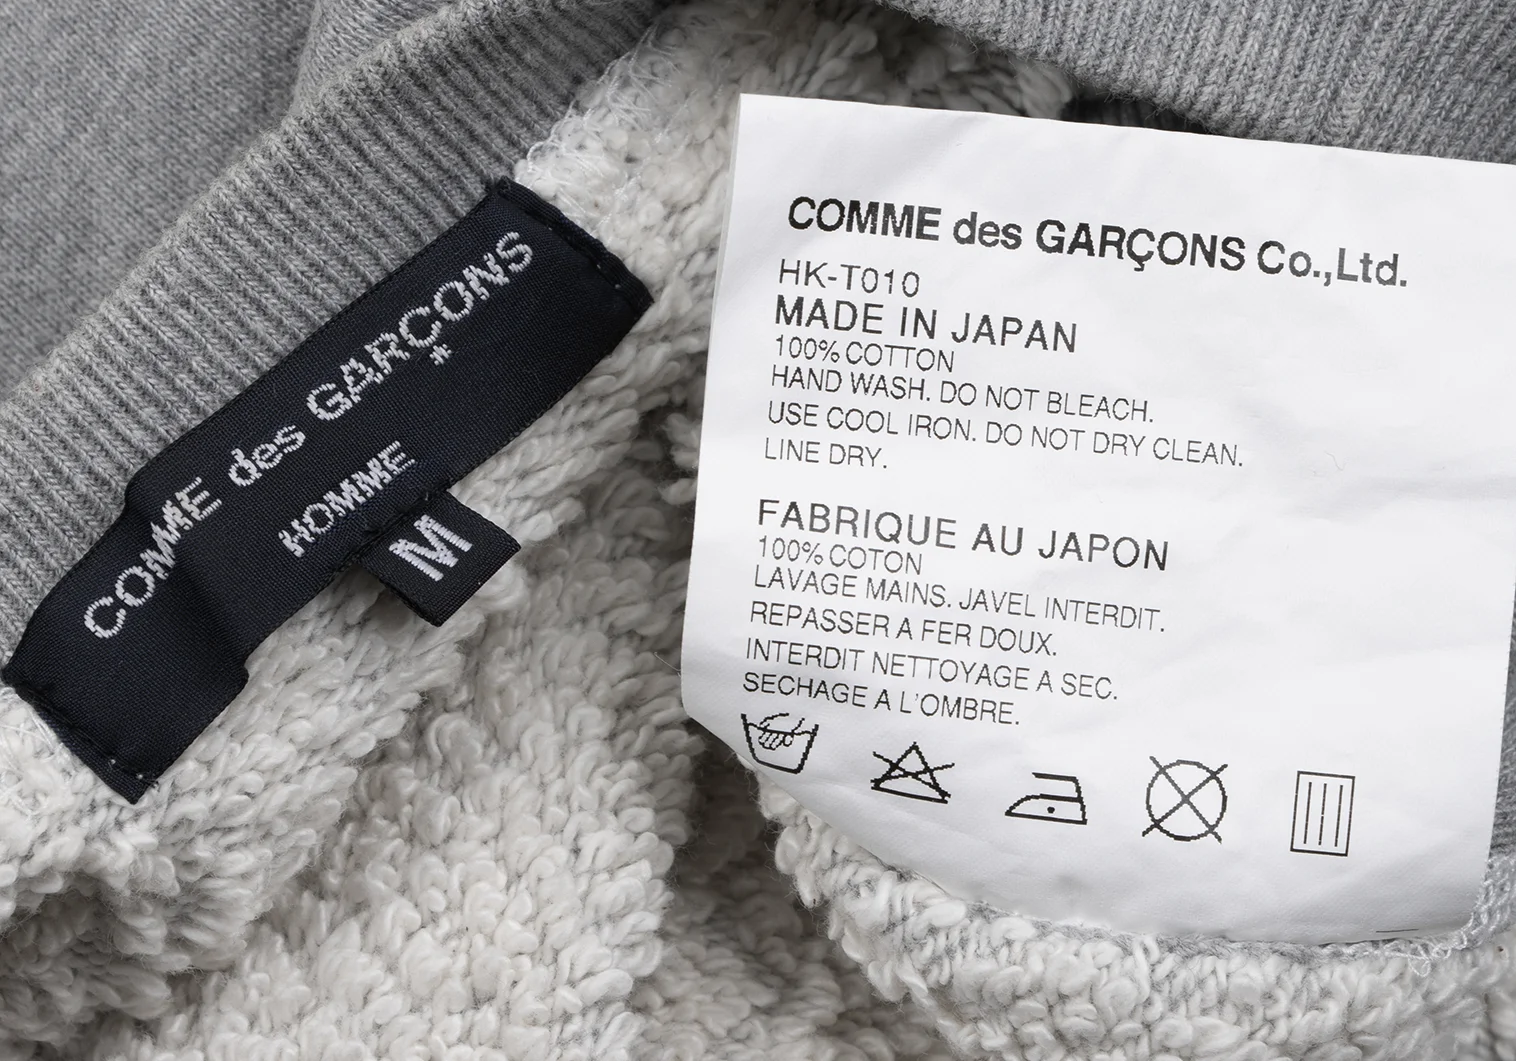 COMME des GARÇONS
HOMME
M
COMME des GARÇONS Co.,Ltd.
HK-T010
MADE IN JAPAN
100% COTTON
HAND WASH. DO NOT BLEACH.
USE COOL IRON. DO NOT DRY CLEAN.
LINE DRY.
FABRIQUE AU JAPON
100% COTON
LAVAGE MAINS. JAVEL INTERDIT.
REPASSER A FER DOUX.
INTERDIT NETTOYAGE A SEC.
SECHAGE A L'OMBRE.